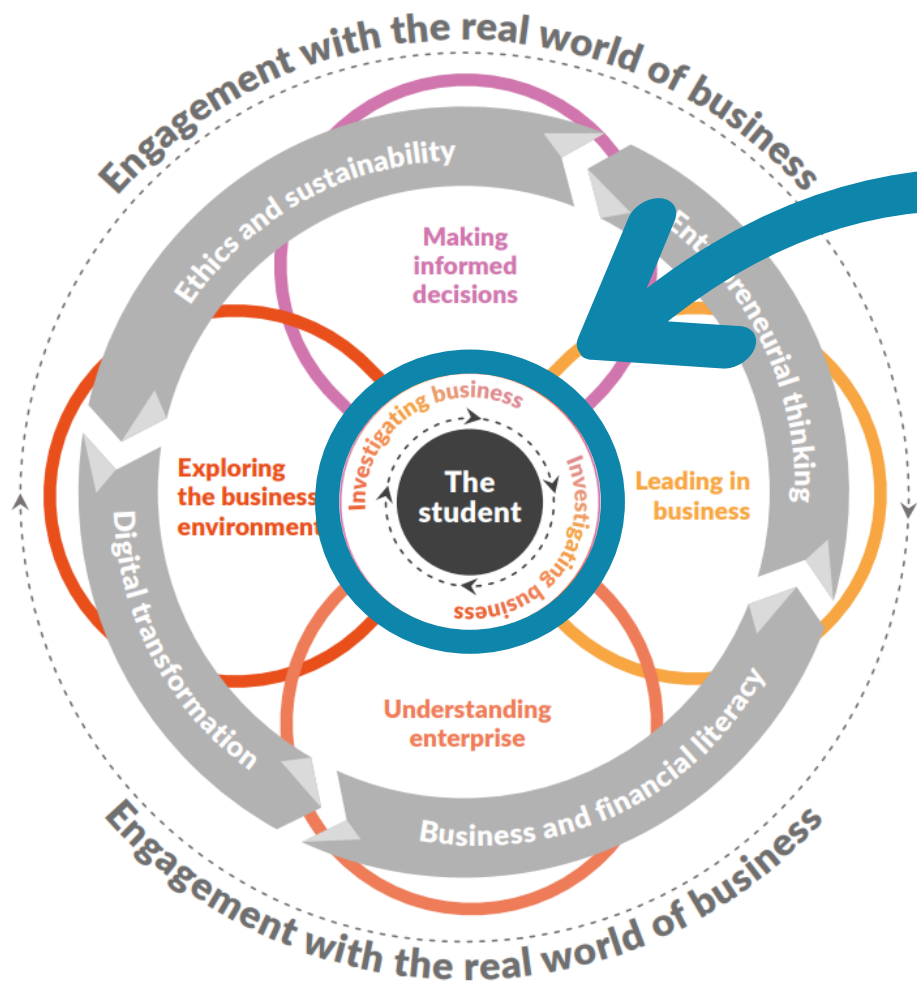 Engagement with the real world of business
Ethics and sustainability
Entrepreneurial thinking
Making
informed
decisions
Investigating business
The
student
Investigating business
Exploring
the business
environment
Leading in
business
Digital transformation
Understanding
enterprise
Business and financial literacy
Engagement with the real world of business